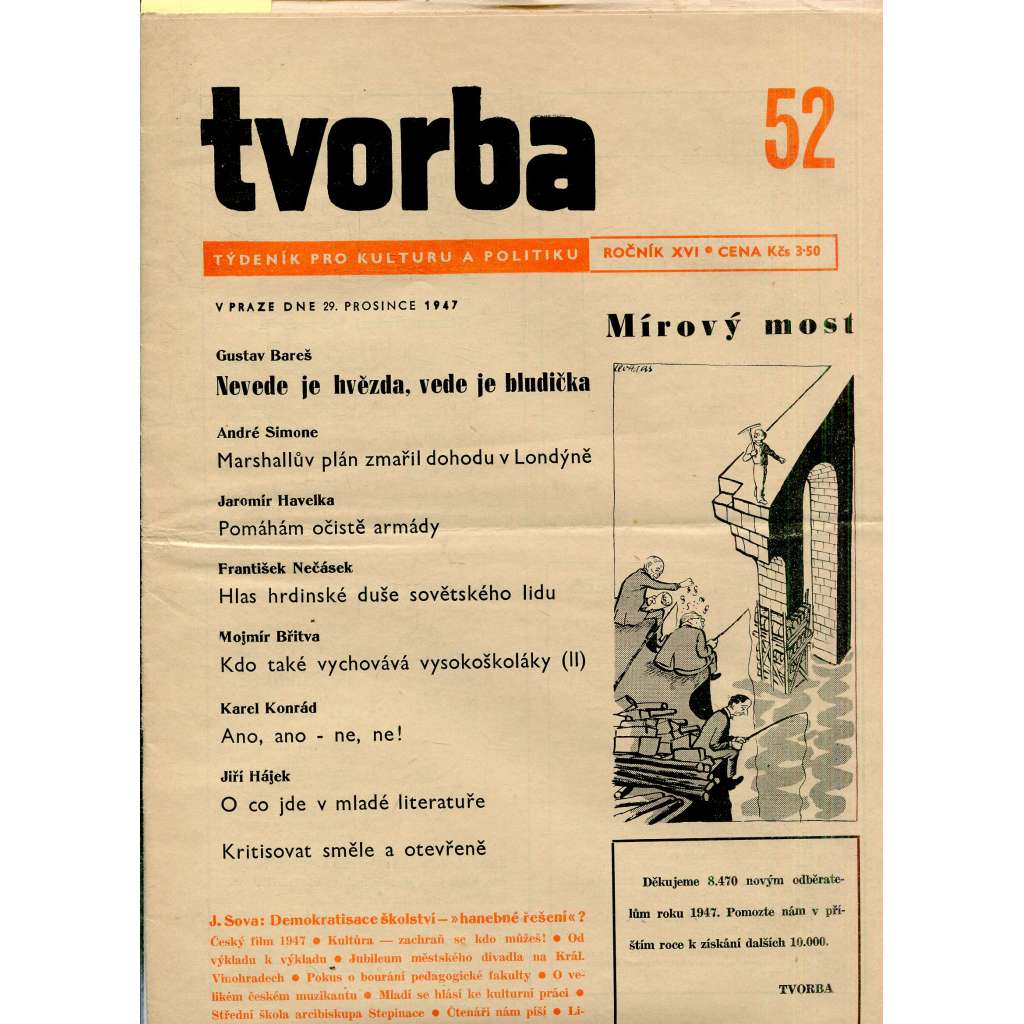 tvorba
52
TÝDENÍK PRO KULTURU A POLITIKU
ROČNÍK XVI • CENA Kčs 3·50
V PRAZE DNE 29. PROSINCE 1947
Gustav Bareš
Nevede je hvězda, vede je bludička
André Simone
Marshallův plán zmařil dohodu v Londýně
Jaromír Havelka
Pomáhám očistě armády
František Nečásek
Hlas hrdinské duše sovětského lidu
Mojmír Břitva
Kdo také vychovává vysokoškoláky (II)
Karel Konrád
Ano, ano - ne, ne!
Jiří Hájek
O co jde v mladé literatuře
Kritisovat směle a otevřeně
J. Sova: Demokratisace školství – »hanebné řešení«?
Český film 1947 • Kultúra — zachraň se kdo můžeš! • Od
výkladu k výkladu • Jubileum městského divadla na Král.
Vinohradech • Pokus o bourání pedagogické fakulty • O ve-
likém českém muzikantu • Mladí se hlásí ke kulturní práci •
Střední škola arcibiskupa Stepinace • Čtenáři nám píší • Li-
Mírový most
Děkujeme 8.470 novým odběrate-
lům roku 1947. Pomozte nám v pří-
štím roce k získání dalších 10.000.
TVORBA